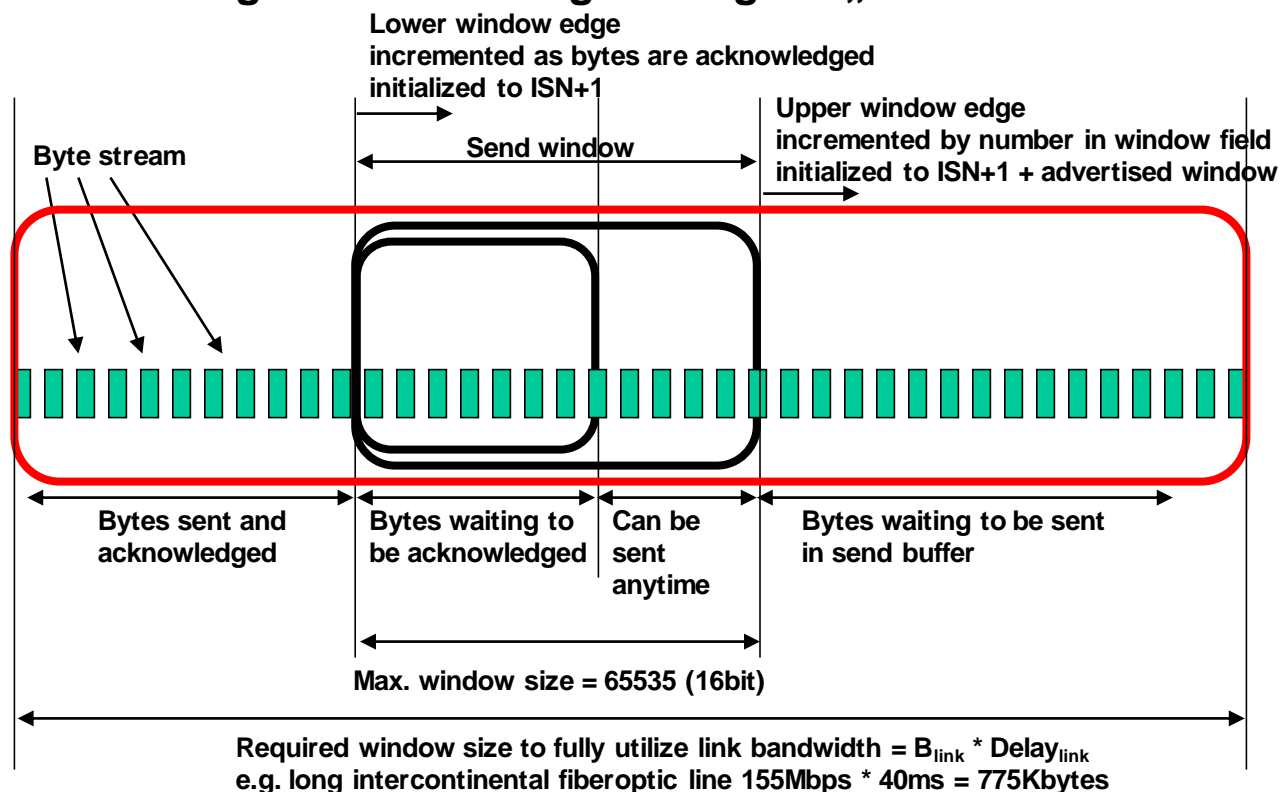 Lower window edge
incremented as bytes are acknowledged
initialized to ISN+1
Upper window edge
incremented by number in window field
initialized to ISN+1 + advertised window
Send window
Byte stream
Bytes sent and
acknowledged
Bytes waiting to
be acknowledged
Can be
sent
anytime
Bytes waiting to be sent
in send buffer
Max. window size = 65535 (16bit)
Required window size to fully utilize link bandwidth = Blink * Delaylink
e.g. long intercontinental fiberoptic line 155Mbps * 40ms = 775Kbytes